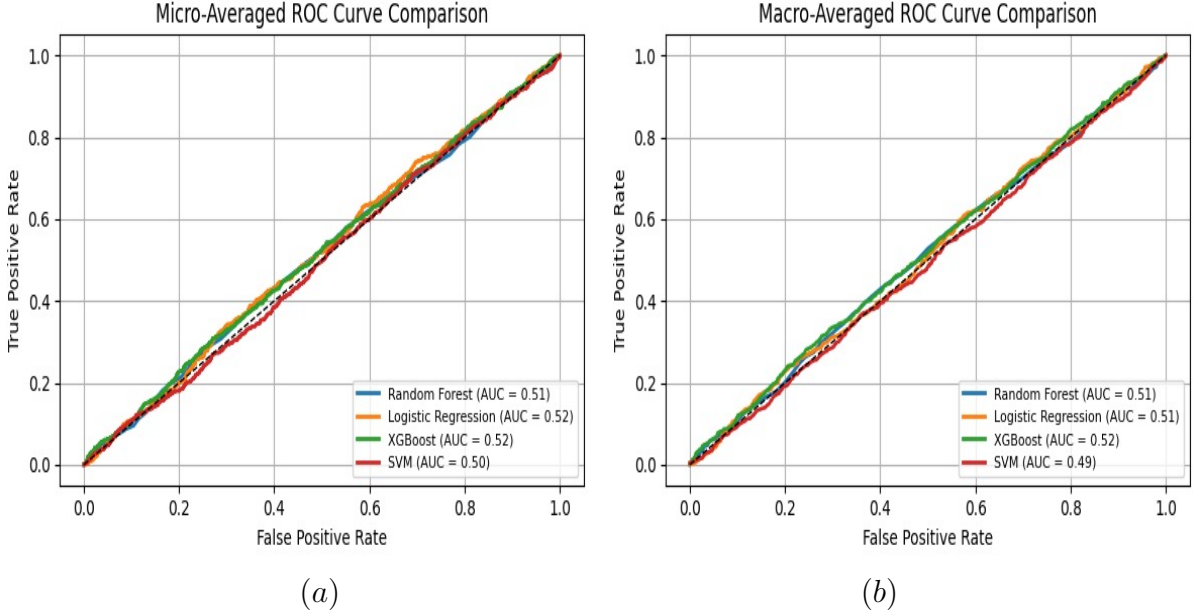 Micro-Averaged ROC Curve Comparison
True Positive Rate
1.0
0.8
0.6
0.4
0.2
0.0
Random Forest (AUC = 0.51)
Logistic Regression (AUC = 0.52)
XGBoost (AUC = 0.52)
SVM (AUC = 0.50)
0.0 0.2 0.4 0.6 0.8 1.0
False Positive Rate
(a)
Macro-Averaged ROC Curve Comparison
True Positive Rate
1.0
0.8
0.6
0.4
0.2
0.0
Random Forest (AUC = 0.51)
Logistic Regression (AUC = 0.51)
XGBoost (AUC = 0.52)
SVM (AUC = 0.49)
0.0 0.2 0.4 0.6 0.8 1.0
False Positive Rate
(b)